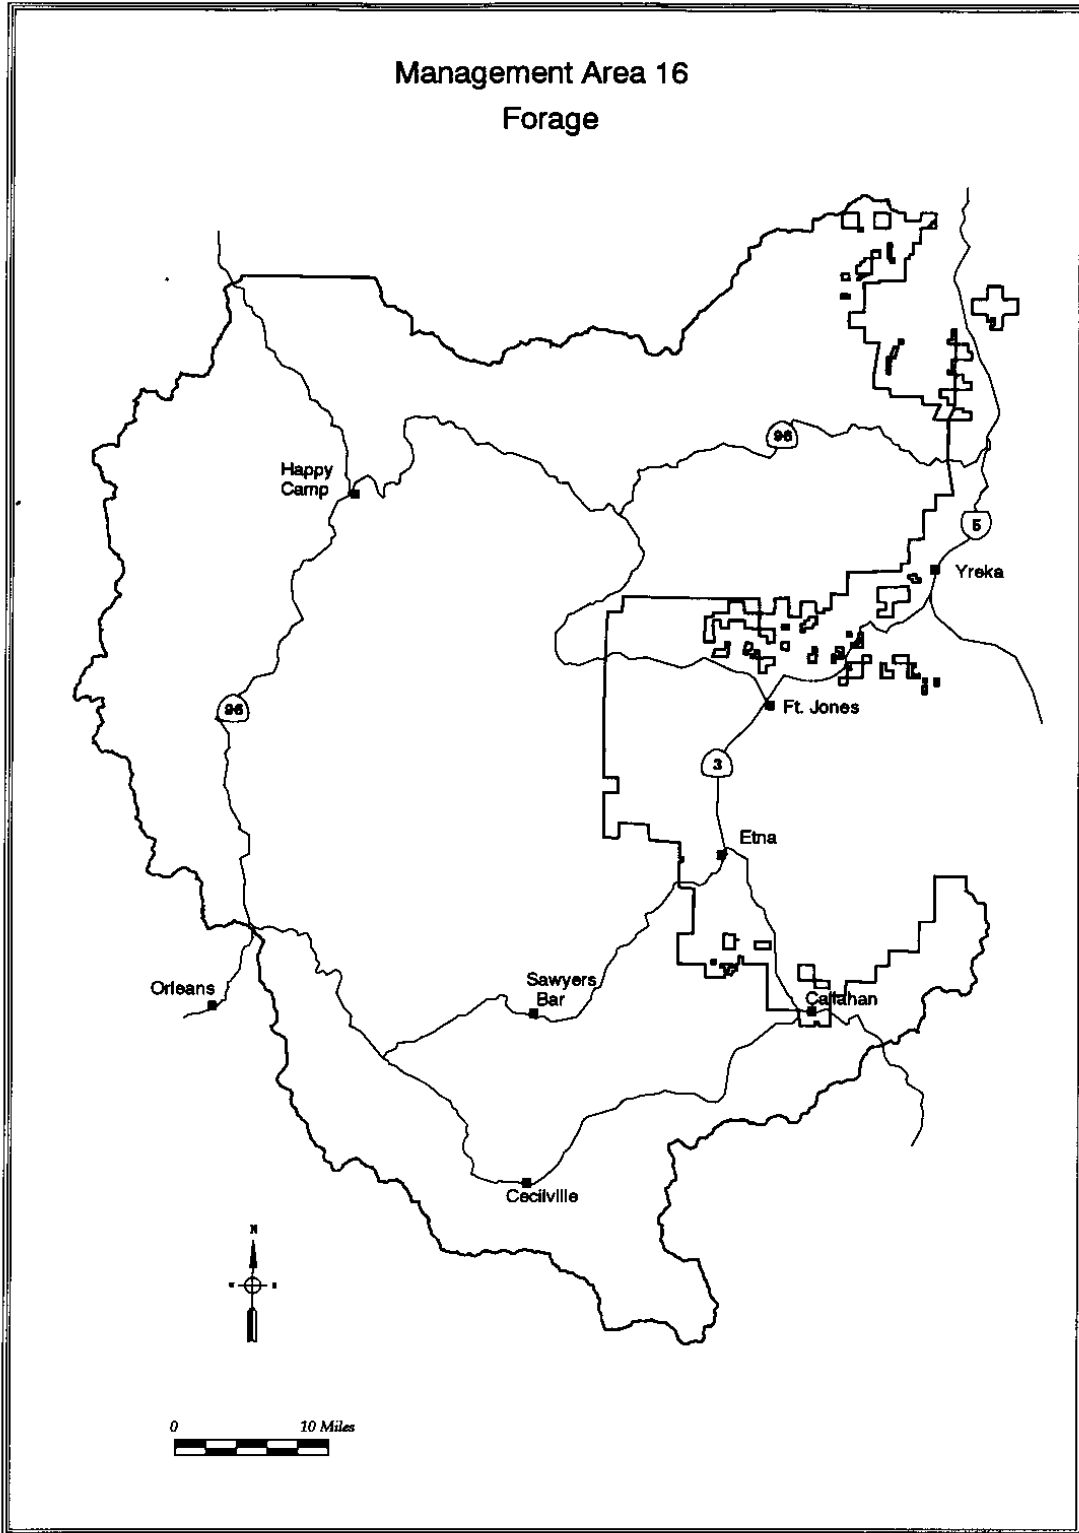 Management Area 16
Forage
96
Happy
Camp
5
Yreka
96
Ft. Jones
3
Etna
Orleans
Sawyers
Bar
Callahan
Cecilville
N
0 10 Miles